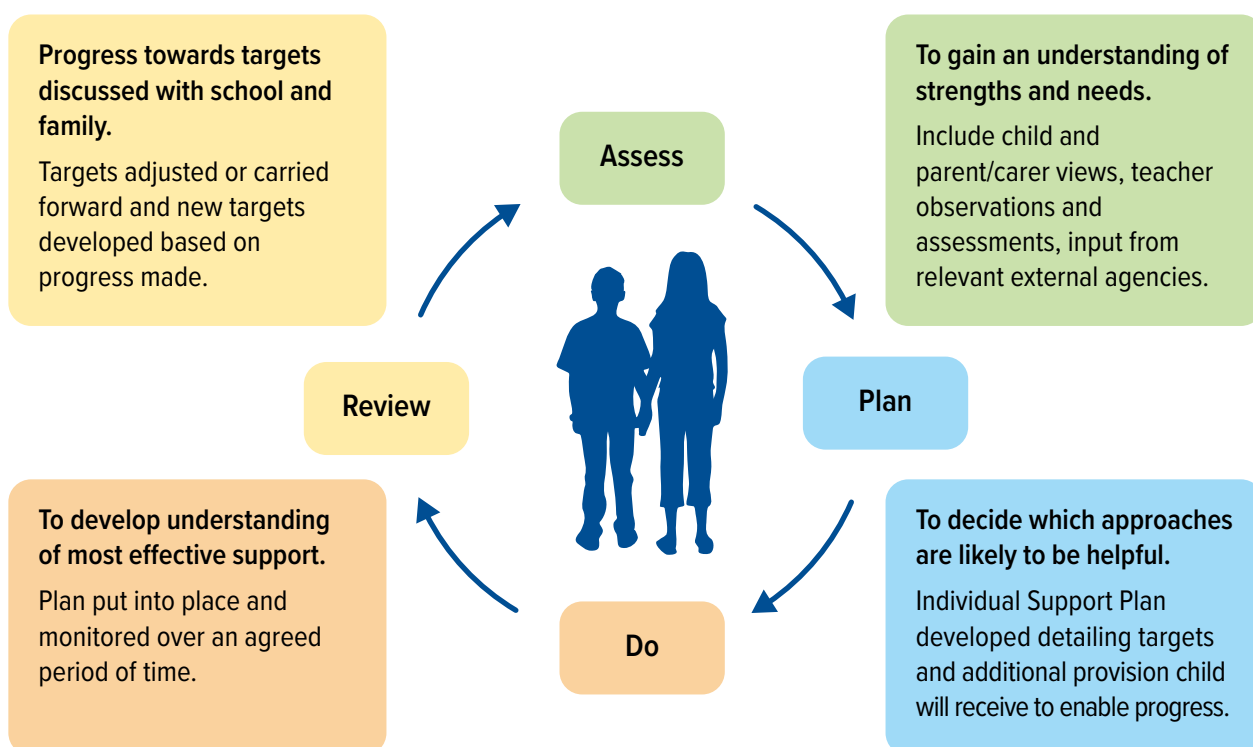 Progress towards targets
discussed with school and
family.
Targets adjusted or carried
forward and new targets
developed based on
progress made.
Assess
To gain an understanding of
strengths and needs.
Include child and
parent/carer views, teacher
observations and
assessments, input from
relevant external agencies.
Review
Plan
To develop understanding
of most effective support.
Plan put into place and
monitored over an agreed
period of time.
Do
To decide which approaches
are likely to be helpful.
Individual Support Plan
developed detailing targets
and additional provision child
will receive to enable progress.